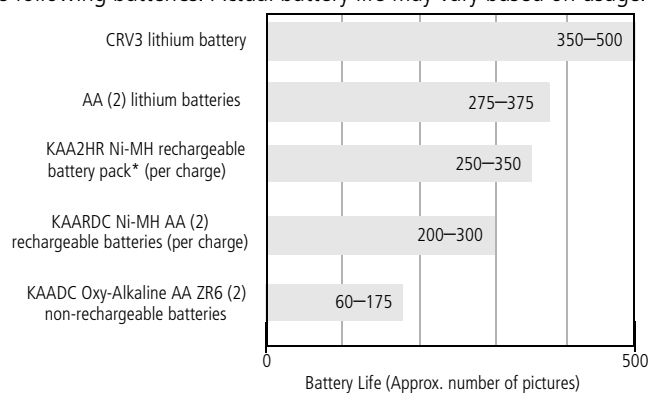 following batteries. Actual battery life may vary based on usage.
CRV3 lithium battery
350–500
AA (2) lithium batteries
275–375
KAA2HR Ni-MH rechargeable
battery pack* (per charge)
250–350
KAARDC Ni-MH AA (2)
rechargeable batteries (per charge)
200–300
KAADC Oxy-Alkaline AA ZR6 (2)
non-rechargeable batteries
60–175
0
500
Battery Life (Approx. number of pictures)